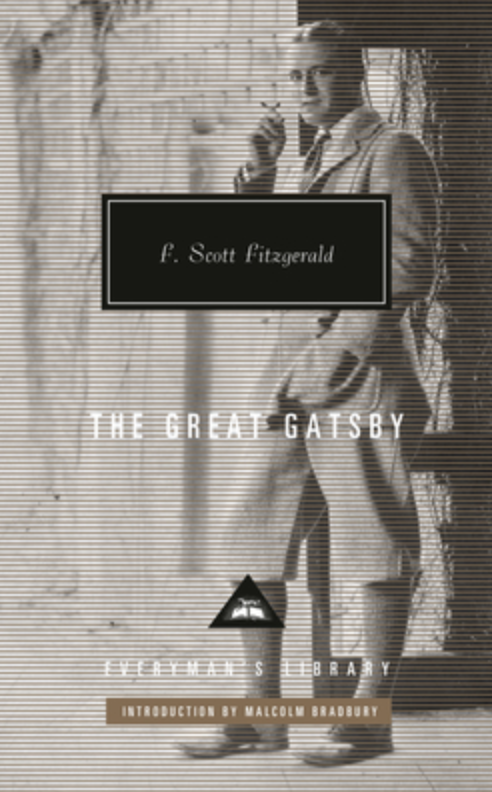 F. Scott Fitzgerald
THE GREAT GATSBY
EVERYMAN'S LIBRARY
INTRODUCTION BY MALCOLM BRADBURY